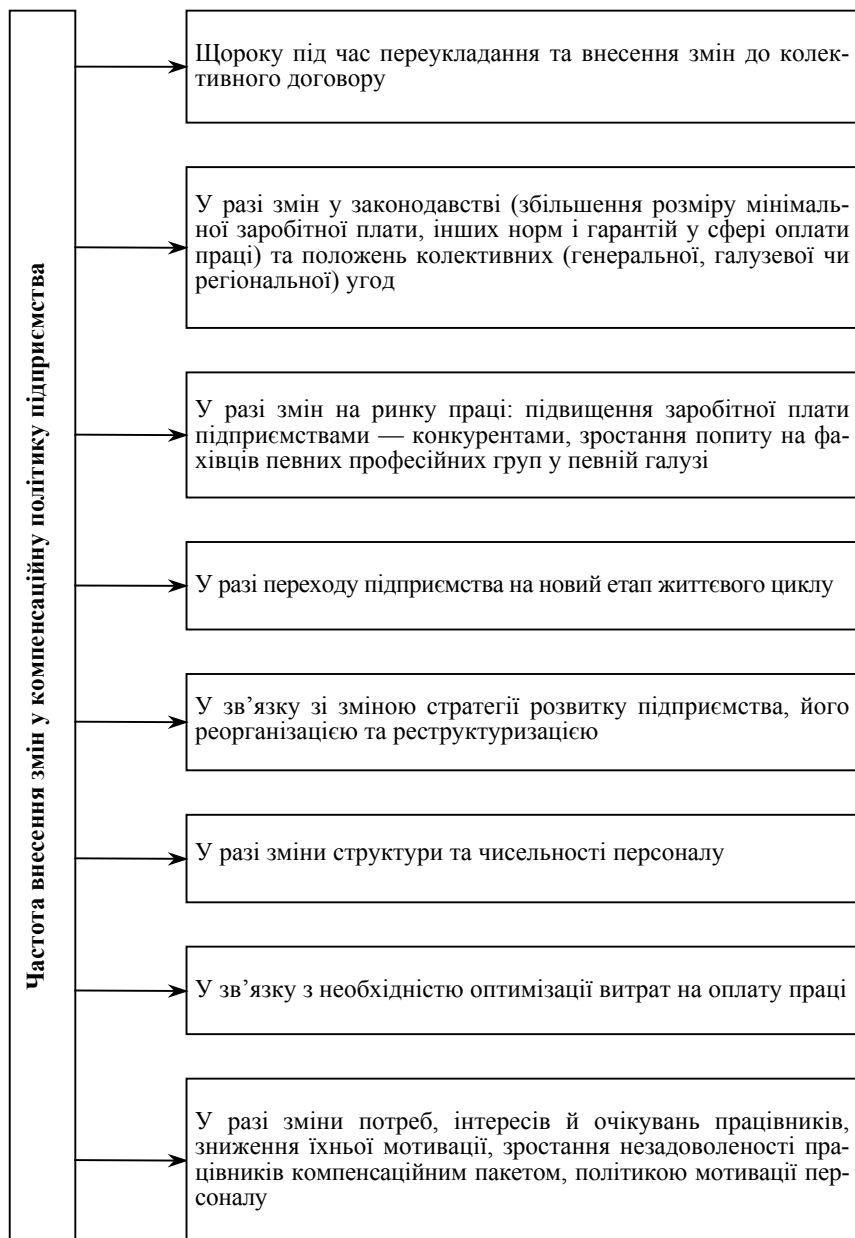 Частота внесення змін у компенсаційну політику підприємства
Щороку під час переукладання та внесення змін до колек-
тивного договору
У разі змін у законодавстві (збільшення розміру мінімаль-
ної заробітної плати, інших норм і гарантій у сфері оплати
праці) та положень колективних (генеральної, галузевої чи
регіональної) угод
У разі змін на ринку праці: підвищення заробітної плати
підприємствами — конкурентами, зростання попиту на фа-
хівців певних професійних груп у певній галузі
У разі переходу підприємства на новий етап життєвого циклу
У зв’язку зі зміною стратегії розвитку підприємства, його
реорганізацією та реструктуризацією
У разі зміни структури та чисельності персоналу
У зв’язку з необхідністю оптимізації витрат на оплату праці
У разі зміни потреб, інтересів й очікувань працівників,
зниження їхньої мотивації, зростання незадоволеності пра-
цівників компенсаційним пакетом, політикою мотивації пер-
соналу